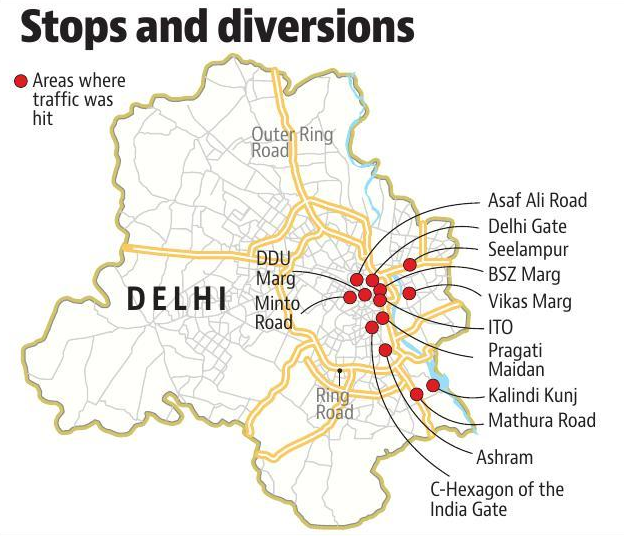 Stops and diversions
Areas where
traffic was
hit
Outer Ring
Road
Asaf Ali Road
Delhi Gate
Seelampur
DDU
Marg
BSZ Marg
DELHI
Minto
Road
Vikas Marg
ITO
Pragati
Maidan
Ring
Road
Kalindi Kunj
Mathura Road
Ashram
C-Hexagon of the
India Gate